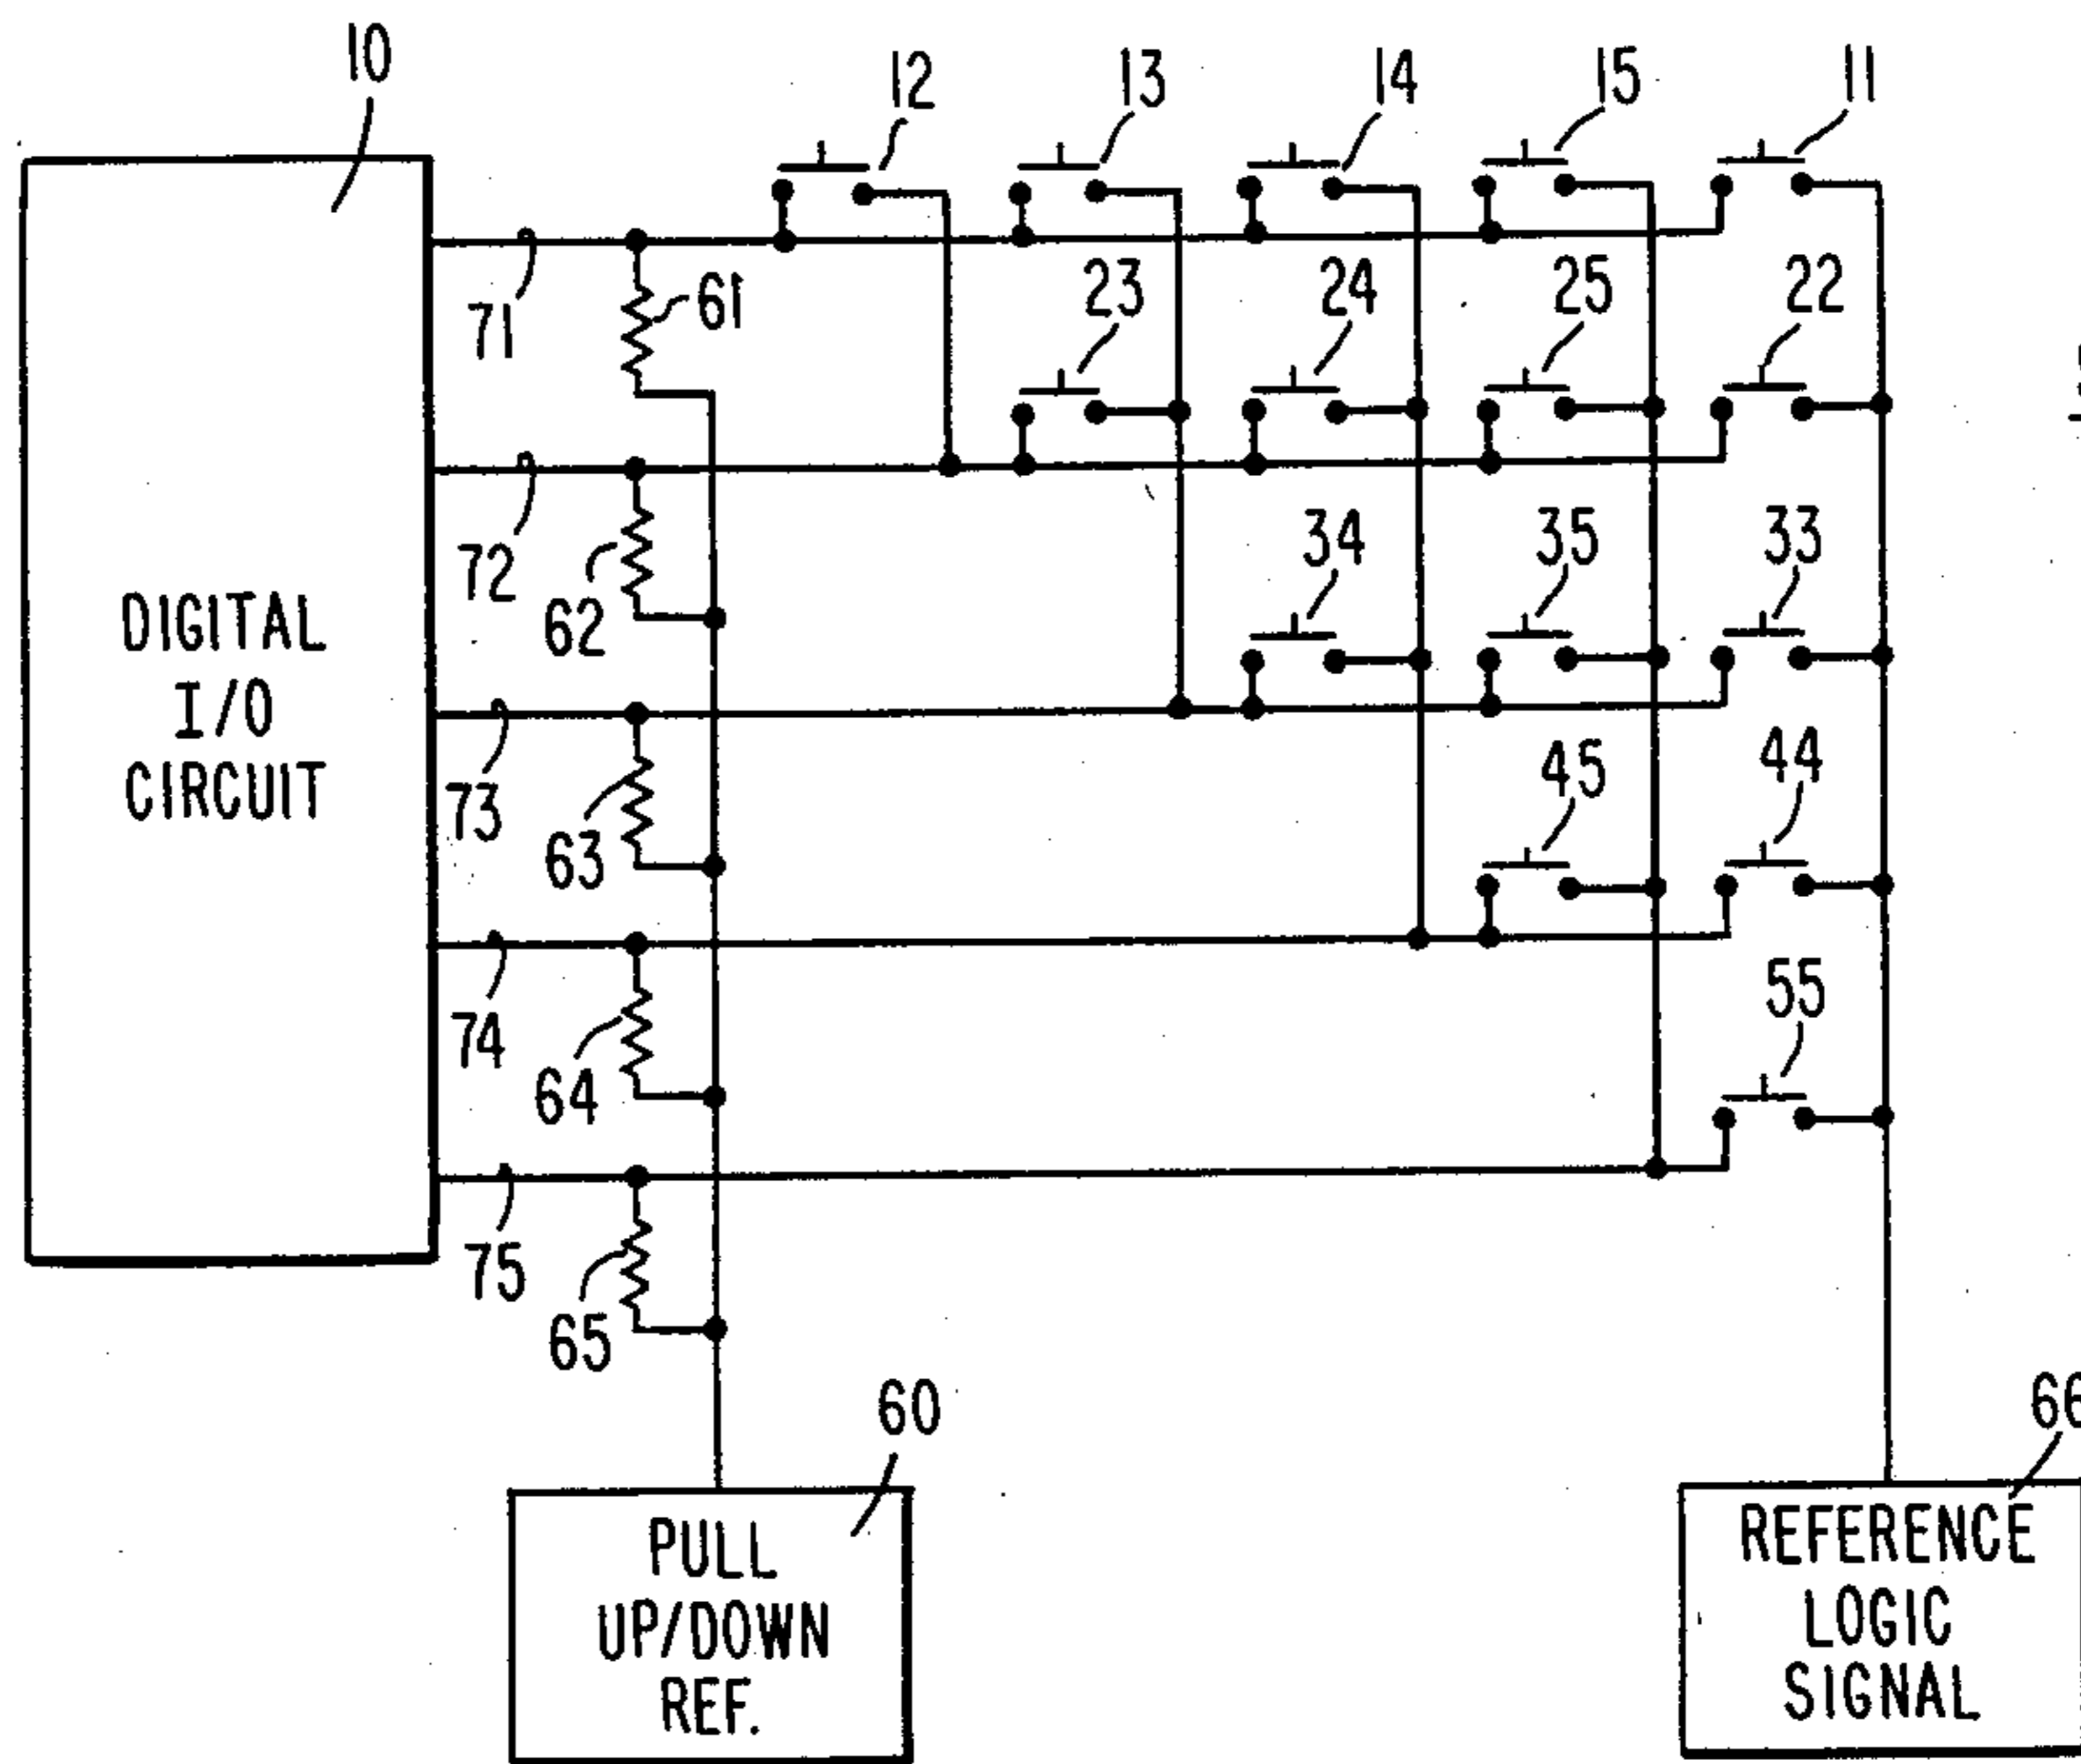 10
12 13 14 15 11
71 61 23 24 25 22
72 62 34 35 33
DIGITAL
I/O
CIRCUIT
73 63 45 44
74 64 55
75 65
60 66
PULL
UP/DOWN
REF.
REFERENCE
LOGIC
SIGNAL